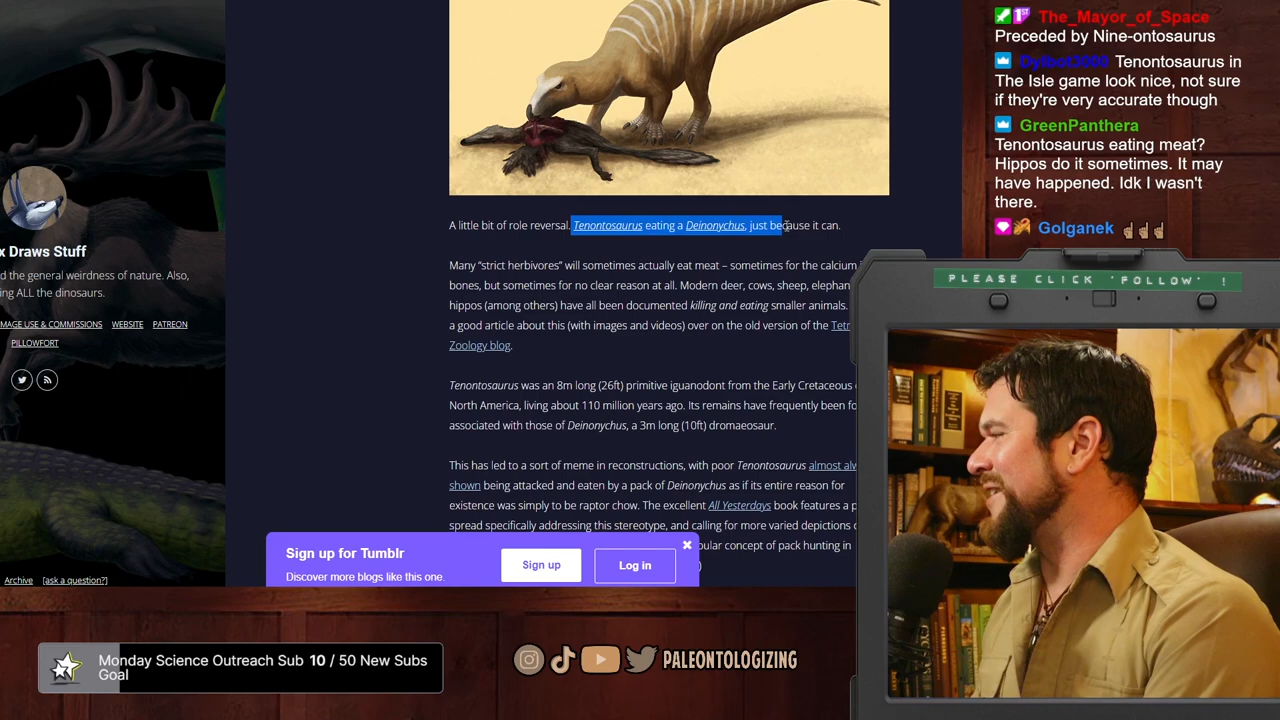 The_Mayor_of_Space
Preceded by Nine-ontosaurus
Dylbot3000 Tenontosaurus in
The Isle game look nice, not sure
if they're very accurate though
GreenPanthera
Tenontosaurus eating meat?
Hippos do it sometimes. It may
have happened. Idk I wasn't
there.
Golganek
PLEASE CLICK 'FOLLOW' !
x Draws Stuff
d the general weirdness of nature. Also,
ing ALL the dinosaurs.
MAGE USE & COMMISSIONS WEBSITE PATREON
PILLOWFORT
Archive [ask a question?]
A little bit of role reversal. Tenontosaurus eating a Deinonychus, just because it can.
Many “strict herbivores” will sometimes actually eat meat – sometimes for the calcium i
bones, but sometimes for no clear reason at all. Modern deer, cows, sheep, elephan
hippos (among others) have all been documented killing and eating smaller animals.
a good article about this (with images and videos) over on the old version of the Tetr
Zoology blog.
Tenontosaurus was an 8m long (26ft) primitive iguanodont from the Early Cretaceous o
North America, living about 110 million years ago. Its remains have frequently been fo
associated with those of Deinonychus, a 3m long (10ft) dromaeosaur.
This has led to a sort of meme in reconstructions, with poor Tenontosaurus almost alw
shown being attacked and eaten by a pack of Deinonychus as if its entire reason for
existence was simply to be raptor chow. The excellent All Yesterdays book features a p
spread specifically addressing this stereotype, and calling for more varied depictions o
pular concept of pack hunting in
)
Sign up for Tumblr
Discover more blogs like this one.
Sign up
Log in
Monday Science Outreach Sub 10 / 50 New Subs
Goal
PALEONTOLOGIZING